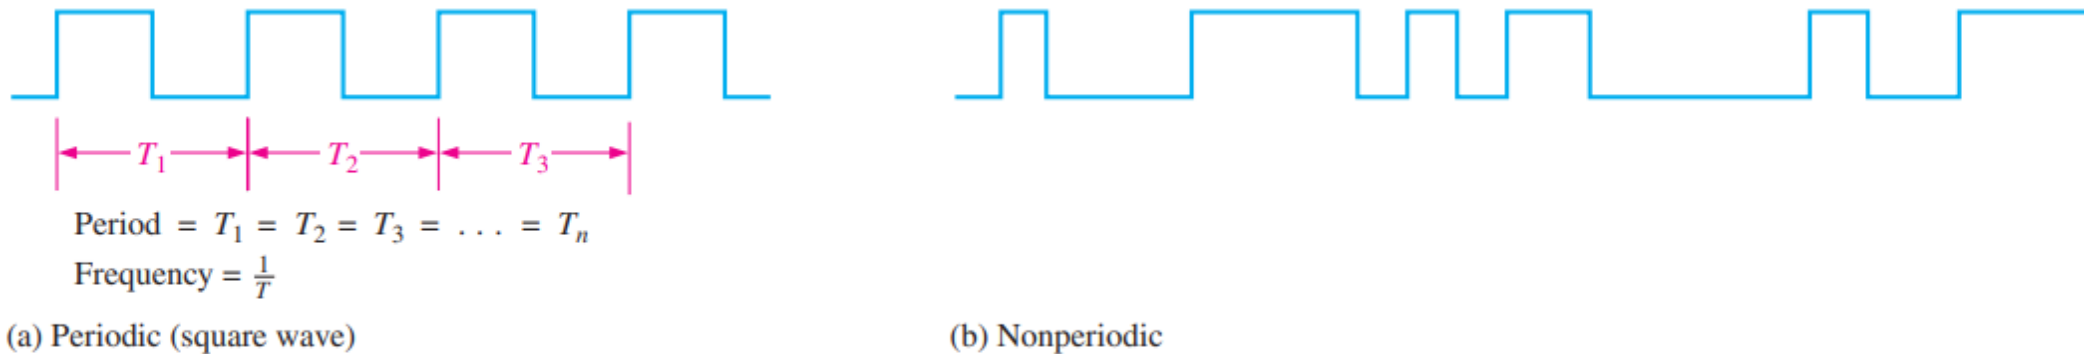 T₁ T₂ T₃
Period = T₁ = T₂ = T₃ = . . . = Tₙ
Frequency = 1/T
(a) Periodic (square wave)
(b) Nonperiodic